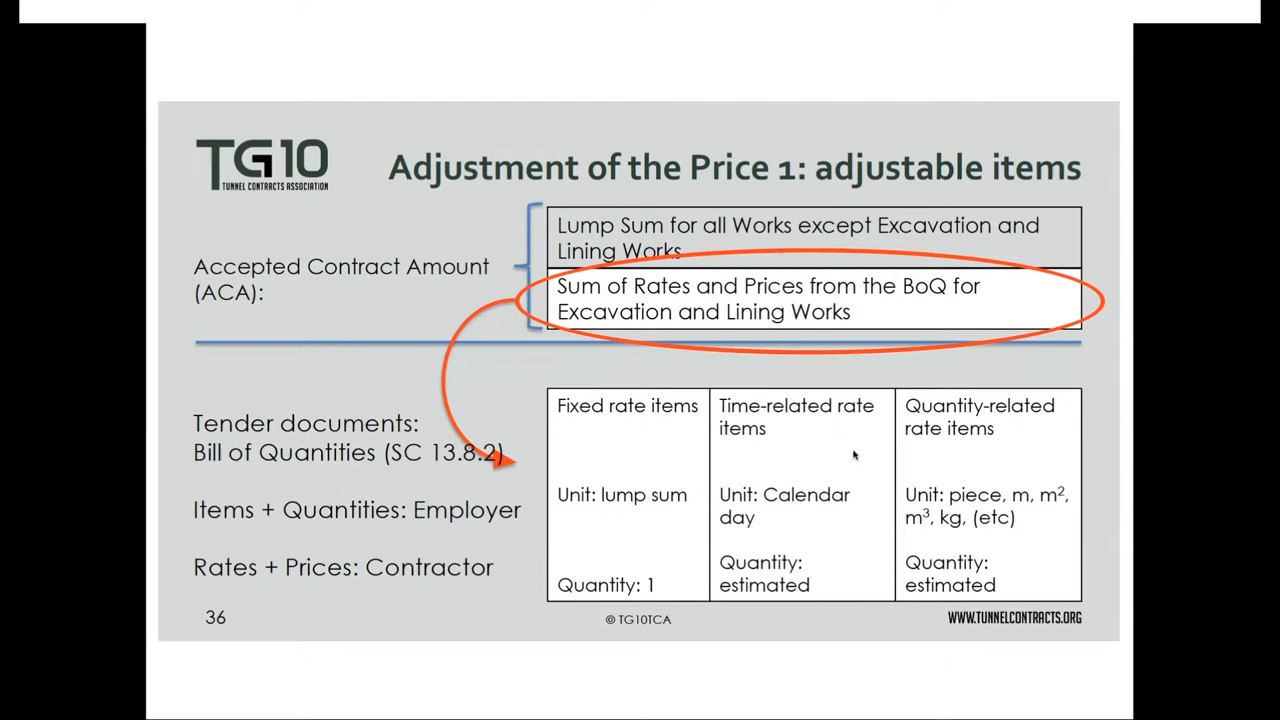 TG10
TUNNEL CONTRACTS ASSOCIATION
Adjustment of the Price 1: adjustable items
Accepted Contract Amount
(ACA):
Lump Sum for all Works except Excavation and
Lining Works
Sum of Rates and Prices from the BoQ for
Excavation and Lining Works
Tender documents:
Bill of Quantities (SC 13.8.2)
Items + Quantities: Employer
Rates + Prices: Contractor
Fixed rate items
Unit: lump sum
Quantity: 1
Time-related rate
items
Unit: Calendar
day
Quantity:
estimated
Quantity-related
rate items
Unit: piece, m, m²,
m³, kg, (etc)
Quantity:
estimated
36
© TG10TCA
WWW.TUNNELCONTRACTS.ORG